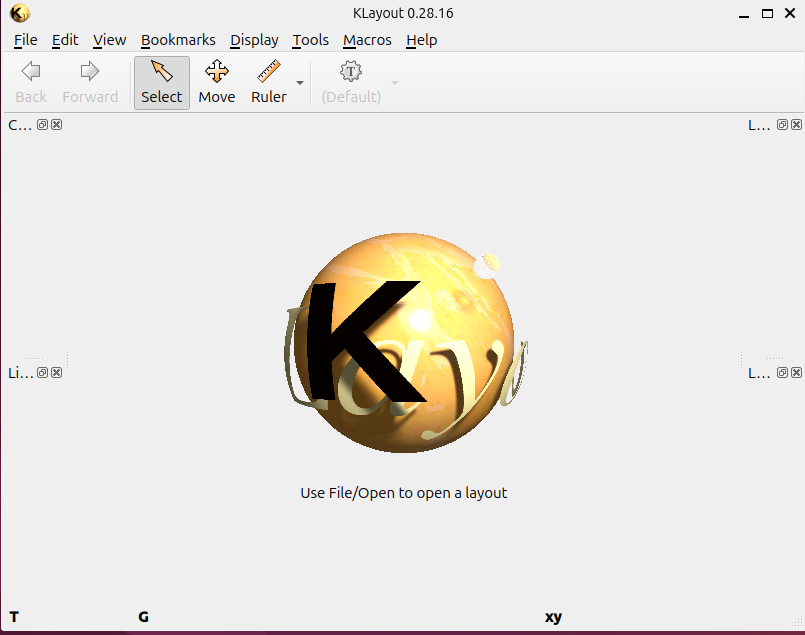 KLayout 0.28.16
File Edit View Bookmarks Display Tools Macros Help
Back Forward Select Move Ruler T (Default)
C... L...
K
Layo
Li... L...
Use File/Open to open a layout
T G xy